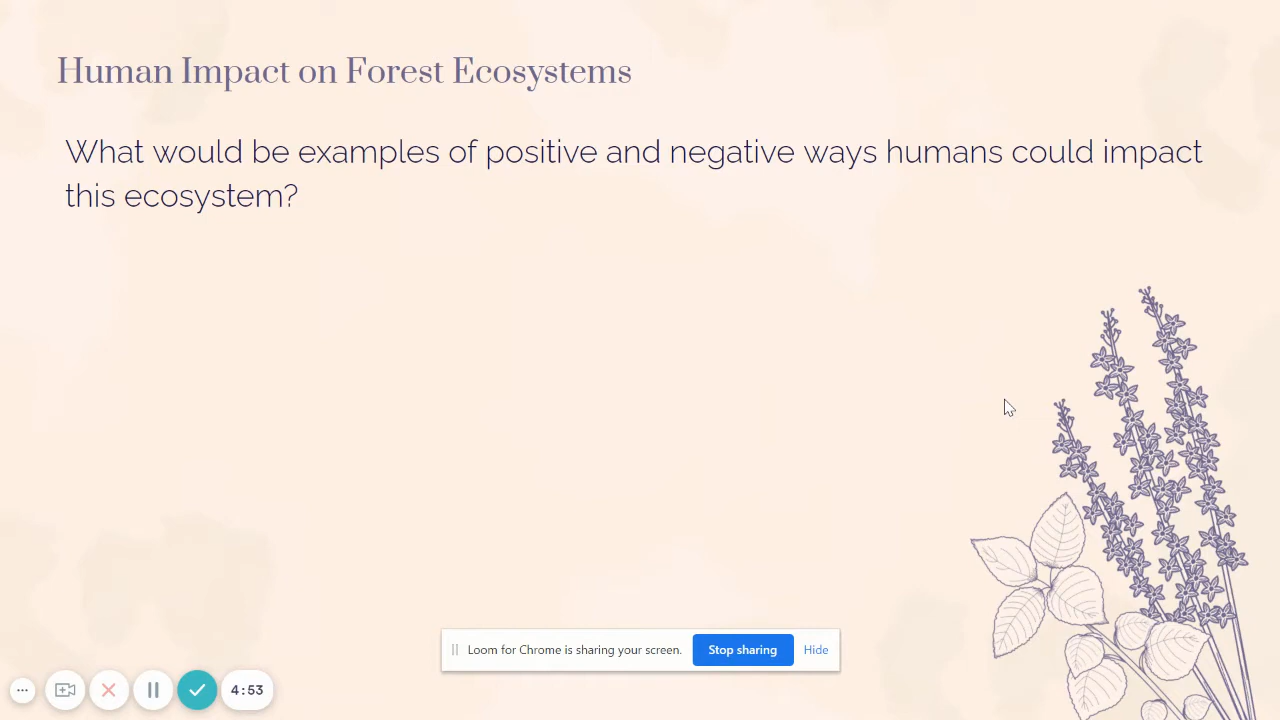 Human Impact on Forest Ecosystems
What would be examples of positive and negative ways humans could impact
this ecosystem?
Loom for Chrome is sharing your screen. Stop sharing Hide
4:53